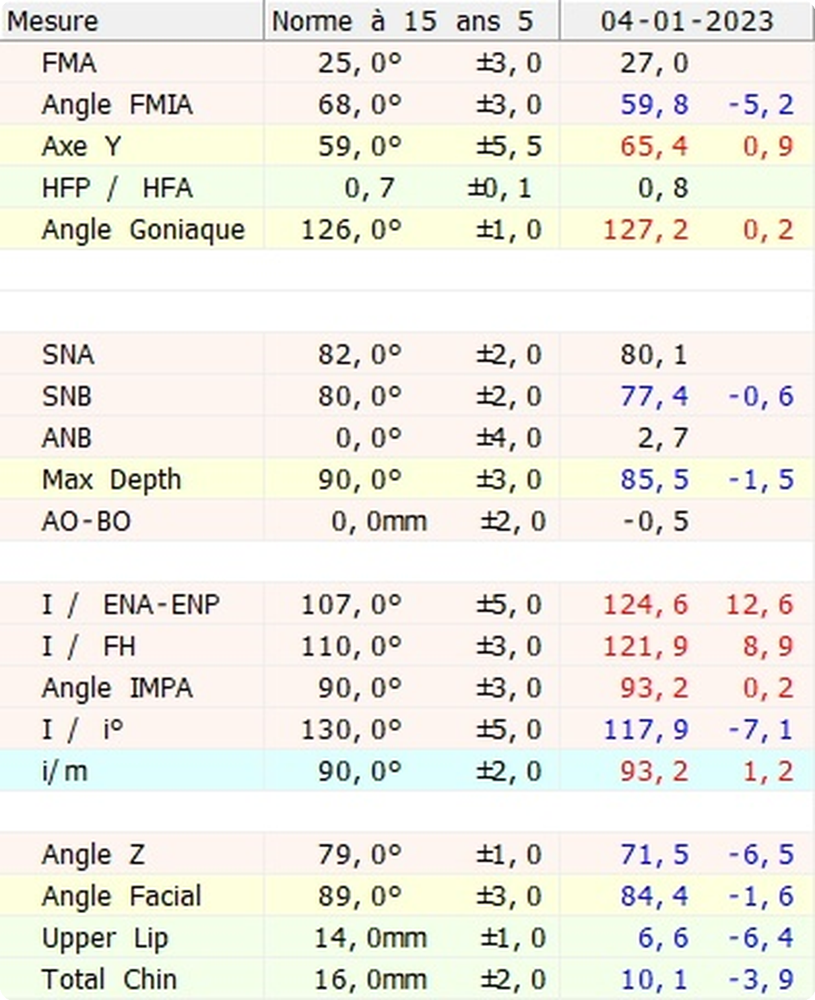 Mesure Norme à 15 ans 5 04-01-2023
FMA 25,0° ±3,0 27,0
Angle FMIA 68,0° ±3,0 59,8 -5,2
Axe Y 59,0° ±5,5 65,4 0,9
HFP / HFA 0,7 ±0,1 0,8
Angle Goniaque 126,0° ±1,0 127,2 0,2
SNA 82,0° ±2,0 80,1
SNB 80,0° ±2,0 77,4 -0,6
ANB 0,0° ±4,0 2,7
Max Depth 90,0° ±3,0 85,5 -1,5
AO-BO 0,0mm ±2,0 -0,5
I / ENA-ENP 107,0° ±5,0 124,6 12,6
I / FH 110,0° ±3,0 121,9 8,9
Angle IMPA 90,0° ±3,0 93,2 0,2
I / i° 130,0° ±5,0 117,9 -7,1
i/m 90,0° ±2,0 93,2 1,2
Angle Z 79,0° ±1,0 71,5 -6,5
Angle Facial 89,0° ±3,0 84,4 -1,6
Upper Lip 14,0mm ±1,0 6,6 -6,4
Total Chin 16,0mm ±2,0 10,1 -3,9